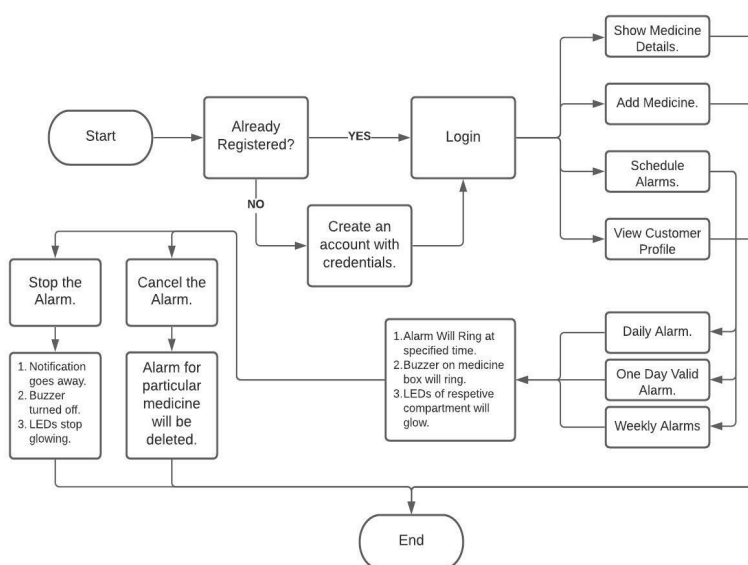 Start
Already
Registered?
YES
Login
NO
Create an
account with
credentials.
Show Medicine
Details.
Add Medicine.
Schedule
Alarms.
View Customer
Profile
Daily Alarm.
One Day Valid
Alarm.
Weekly Alarms
1.Alarm Will Ring at
specified time.
2.Buzzer on medicine
box will ring.
3.LEDs of respetive
compartment will
glow.
Stop the
Alarm.
Cancel the
Alarm.
1. Notification
goes away.
2. Buzzer
turned off.
3. LEDs stop
glowing.
Alarm for
particular
medicine
will be
deleted.
End